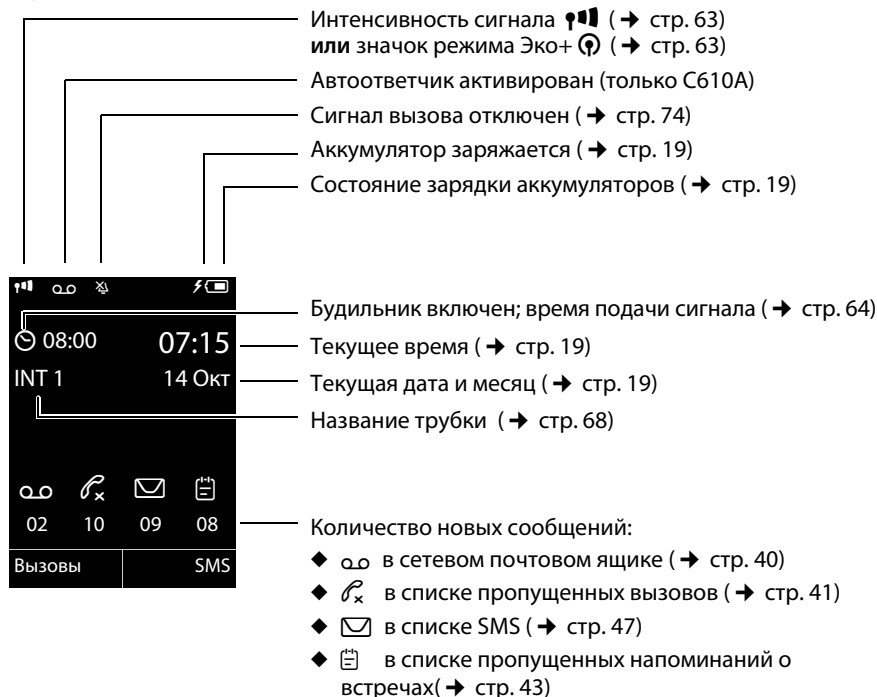 Интенсивность сигнала ( ➔ стр. 63)
или значок режима Эко+ ( ➔ стр. 63)
Автоответчик активирован (только C610A)
Сигнал вызова отключен ( ➔ стр. 74)
Аккумулятор заряжается ( ➔ стр. 19)
Состояние зарядки аккумуляторов ( ➔ стр. 19)
08:00 07:15
INT 1 14 Окт
02 10 09 08
Вызовы SMS
Будильник включен; время подачи сигнала ( ➔ стр. 64)
Текущее время ( ➔ стр. 19)
Текущая дата и месяц ( ➔ стр. 19)
Название трубки ( ➔ стр. 68)
Количество новых сообщений:
◆ в сетевом почтовом ящике ( ➔ стр. 40)
◆ в списке пропущенных вызовов ( ➔ стр. 41)
◆ в списке SMS ( ➔ стр. 47)
◆ в списке пропущенных напоминаний о
встречах( ➔ стр. 43)